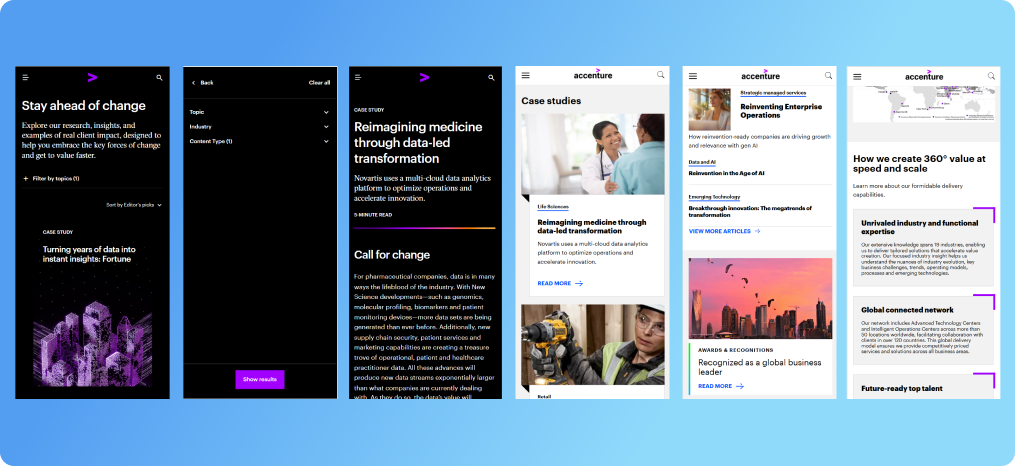 Stay ahead of change
Explore our research, insights, and
examples of real client impact, designed to
help you embrace the key forces of change
and get to value faster.
+ Filter by topics (1)
Sort by Editor's picks
CASE STUDY
Turning years of data into
instant insights: Fortune
Back
Clear all
Topic
Industry
Content Type (1)
Show results
CASE STUDY
Reimagining medicine
through data-led
transformation
Novartis uses a multi-cloud data analytics
platform to optimize operations and
accelerate innovation.
5-MINUTE READ
Call for change
For pharmaceutical companies, data is in many
ways the lifeblood of the industry. With New
Science developments—such as genomics,
molecular profiling, biomarkers and patient
monitoring devices—more data sets are being
generated than ever before. Additionally, new
supply chain security, patient services and
marketing capabilities are creating a treasure
trove of operational, patient and healthcare
practitioner data. All these advances will
produce new data streams exponentially larger
than what companies are currently dealing
with. As they do so, the data's value will
accenture
Case studies
Life Sciences
Reimagining medicine through
data-led transformation
Novartis uses a multi-cloud data analytics
platform to optimize operations and
accelerate innovation.
READ MORE
Retail
accenture
Strategic managed services
Reinventing Enterprise
Operations
How reinvention-ready companies are driving growth
and relevance with gen AI
Data and AI
Reinvention in the Age of AI
Emerging Technology
Breakthrough innovation: The megatrends of
transformation
VIEW MORE ARTICLES
AWARDS & RECOGNITIONS
Recognized as a global business
leader
READ MORE
accenture
How we create 360° value at
speed and scale
Learn more about our formidable delivery
capabilities.
Unrivaled industry and functional
expertise
Our extensive knowledge spans 19 industries, enabling
us to deliver tailored solutions that accelerate value
creation. Our focused industry insight helps us
understand the nuances of industry evolution, key
business challenges, trends, operating models,
processes and emerging technologies.
Global connected network
Our network includes Advanced Technology Centers
and Intelligent Operations Centers across more than
50 locations worldwide, facilitating collaboration with
clients in over 120 countries. This global delivery
model ensures we provide competitively priced
services and solutions across all business areas.
Future-ready top talent